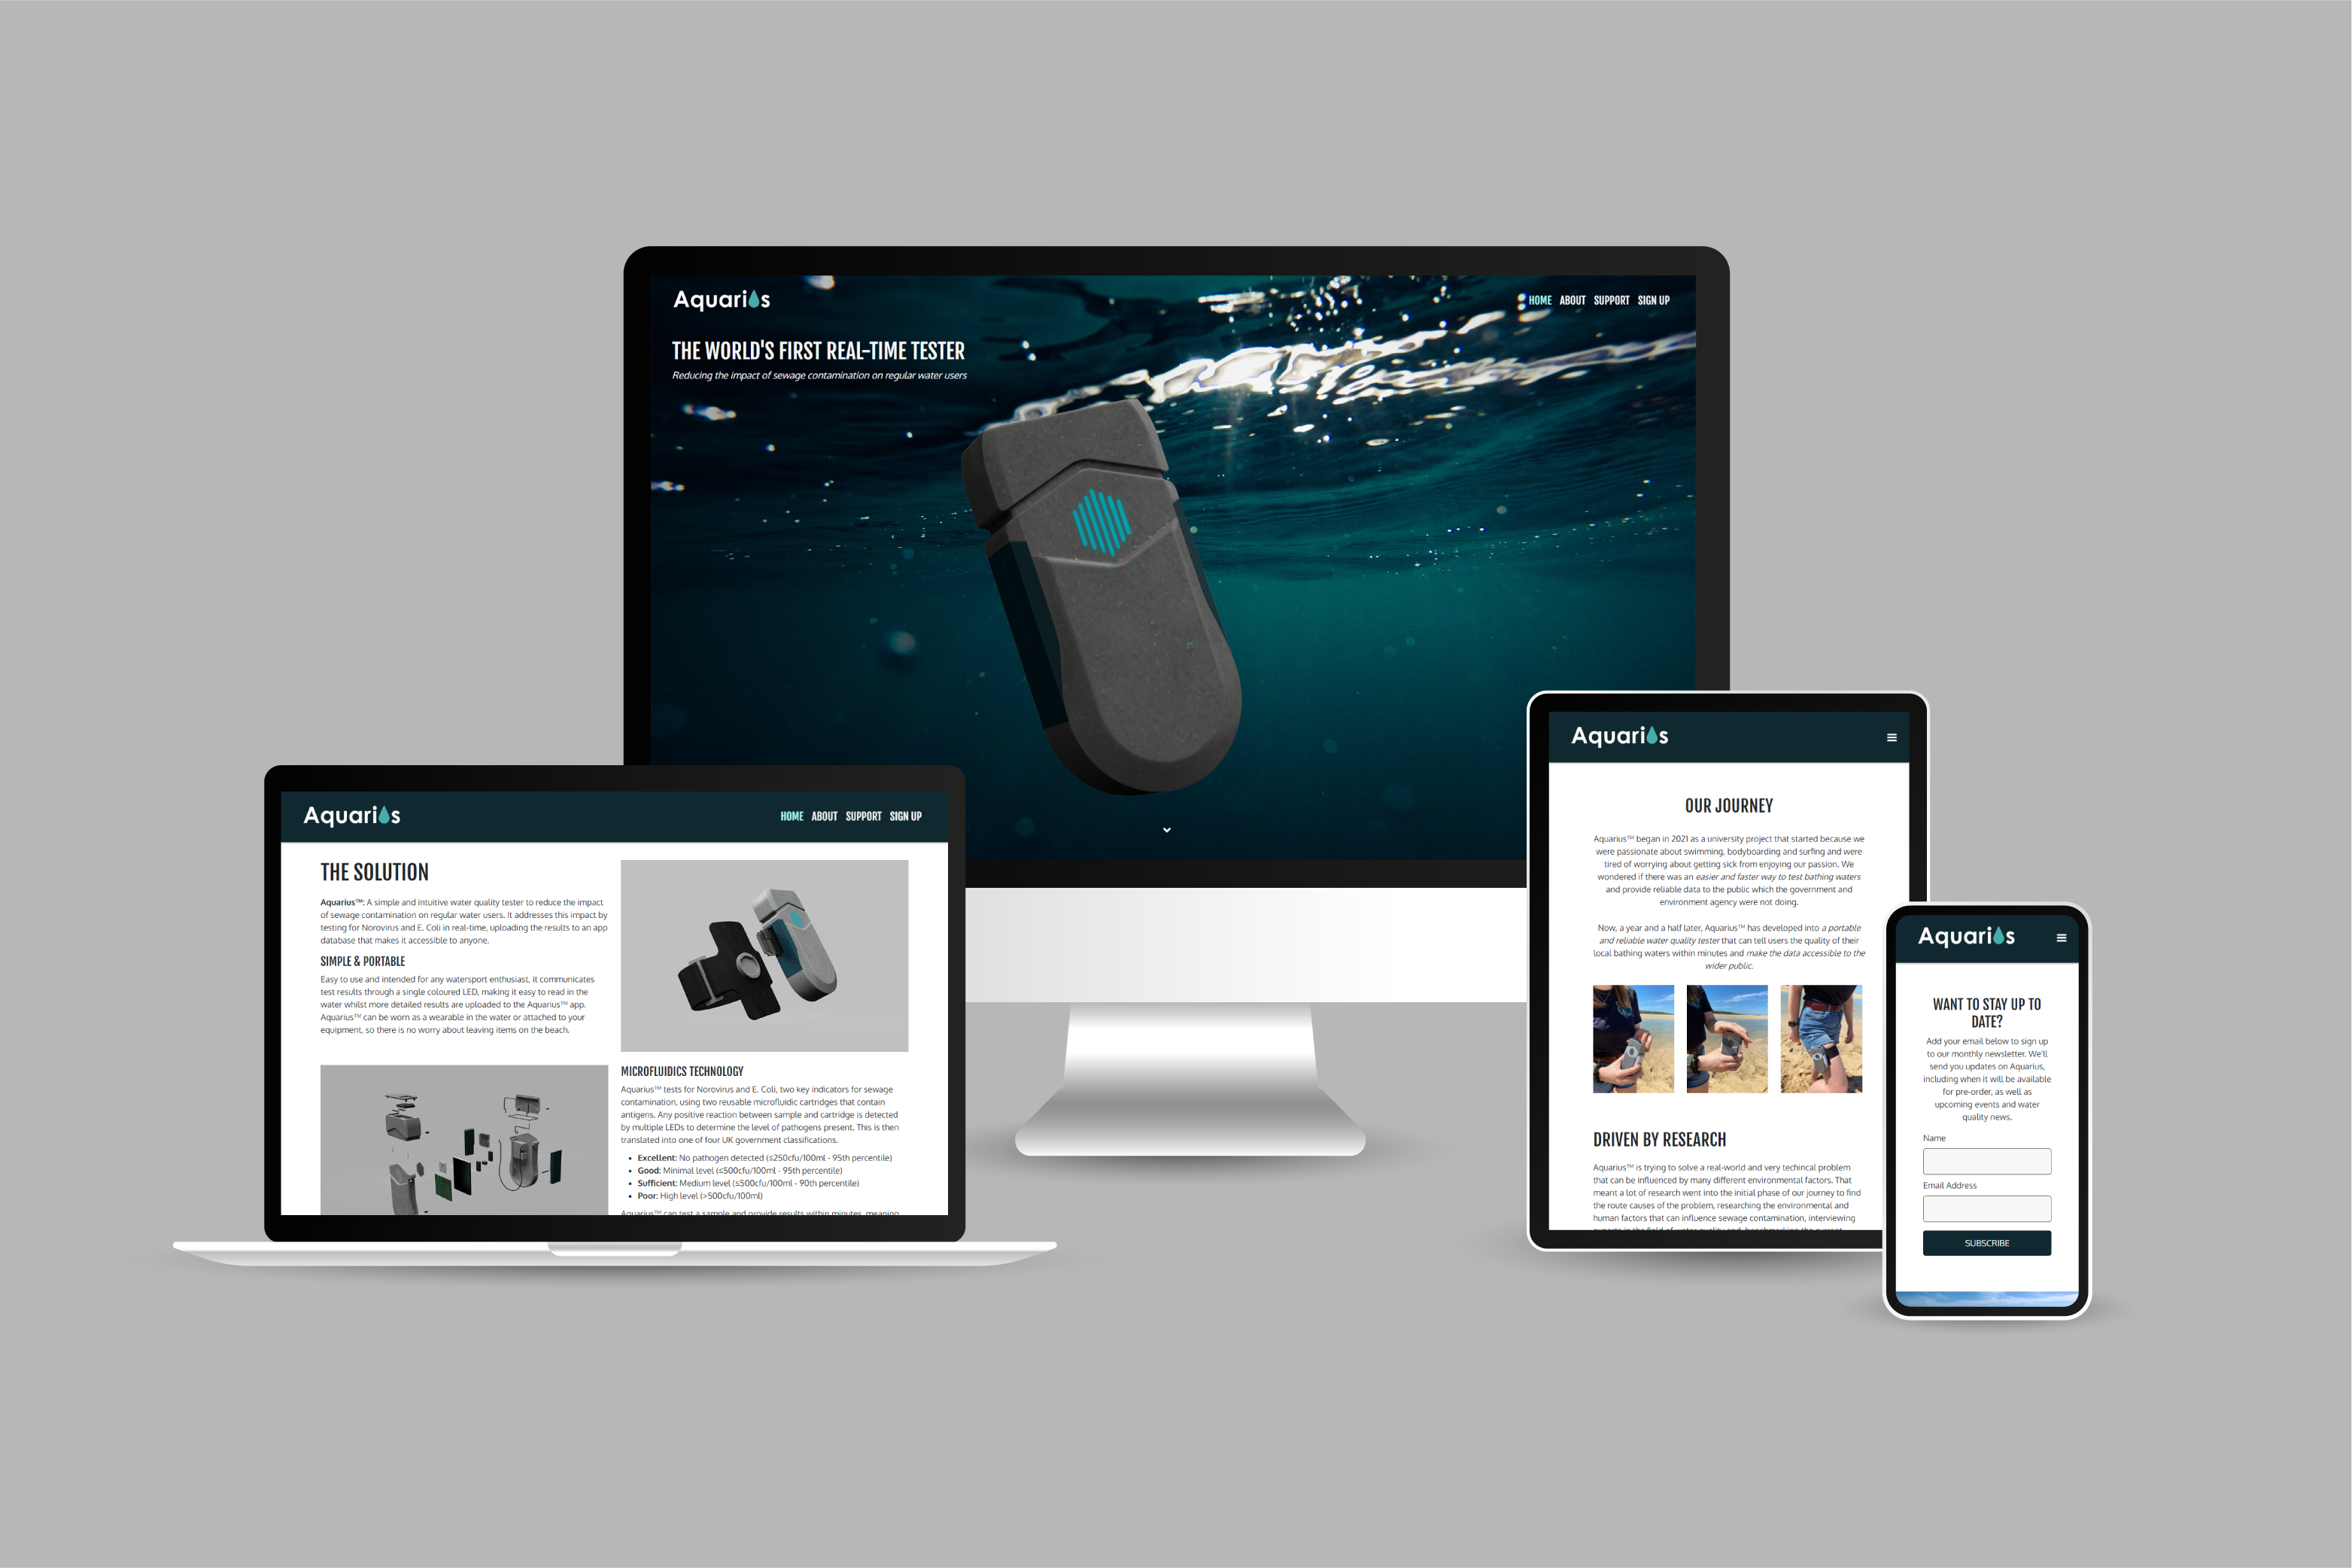 Aquarius
HOME ABOUT SUPPORT SIGN UP
THE WORLD'S FIRST REAL-TIME TESTER
Reducing the impact of sewage contamination on regular water users
Aquarius
HOME ABOUT SUPPORT SIGN UP
THE SOLUTION
Aquarius™: A simple and intuitive water quality tester to reduce the impact
of sewage contamination on regular water users. It addresses this impact by
testing for Norovirus and E. Coli in real-time, uploading the results to an app
database that makes it accessible to anyone.
SIMPLE & PORTABLE
Easy to use and intended for any watersport enthusiast, it communicates
test results through a single coloured LED, making it easy to read in the
water whilst more detailed results are uploaded to the Aquarius™ app.
Aquarius™ can be worn as a wearable in the water or attached to your
equipment, so there is no worry about leaving items on the beach.
MICROFLUIDICS TECHNOLOGY
Aquarius™ tests for Norovirus and E. Coli, two key indicators for sewage
contamination, using two reusable microfluidic cartridges that contain
antigens. Any positive reaction between sample and cartridge is detected
by multiple LEDs to determine the level of pathogens present. This is then
translated into one of four UK government classifications.
• Excellent: No pathogen detected (≤250cfu/100ml - 95th percentile)
• Good: Minimal level (≤500cfu/100ml - 95th percentile)
• Sufficient: Medium level (≤500cfu/100ml - 90th percentile)
• Poor: High level (>500cfu/100ml)
Aquarius™ can test a sample and provide results within minutes, meaning
Aquarius
OUR JOURNEY
Aquarius™ began in 2021 as a university project that started because we
were passionate about swimming, bodyboarding and surfing and were
tired of worrying about getting sick from enjoying our passion. We
wondered if there was an easier and faster way to test bathing waters
and provide reliable data to the public which the government and
environment agency were not doing.
Now, a year and a half later, Aquarius™ has developed into a portable
and reliable water quality tester that can tell users the quality of their
local bathing waters within minutes and make the data accessible to the
wider public.
DRIVEN BY RESEARCH
Aquarius™ is trying to solve a real-world and very techincal problem
that can be influenced by many different environmental factors. That
meant a lot of research went into the initial phase of our journey to find
the route causes of the problem, researching the environmental and
human factors that can influence sewage contamination, interviewing
experts in the field of water quality and, benchmarking the current
Aquarius
WANT TO STAY UP TO
DATE?
Add your email below to sign up
to our monthly newsletter. We'll
send you updates on Aquarius,
including when it will be available
for pre-order, as well as
upcoming events and water
quality news.
Name
Email Address
SUBSCRIBE